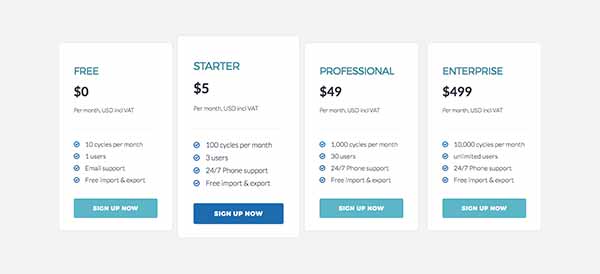 FREE
$0
Per month, USD incl VAT
10 cycles per month
1 users
Email support
Free import & export
SIGN UP NOW
STARTER
$5
Per month, USD incl VAT
100 cycles per month
3 users
24/7 Phone support
Free import & export
SIGN UP NOW
PROFESSIONAL
$49
Per month, USD incl VAT
1,000 cycles per month
30 users
24/7 Phone support
Free import & export
SIGN UP NOW
ENTERPRISE
$499
Per month, USD incl VAT
10,000 cycles per month
unlimited users
24/7 Phone support
Free import & export
SIGN UP NOW